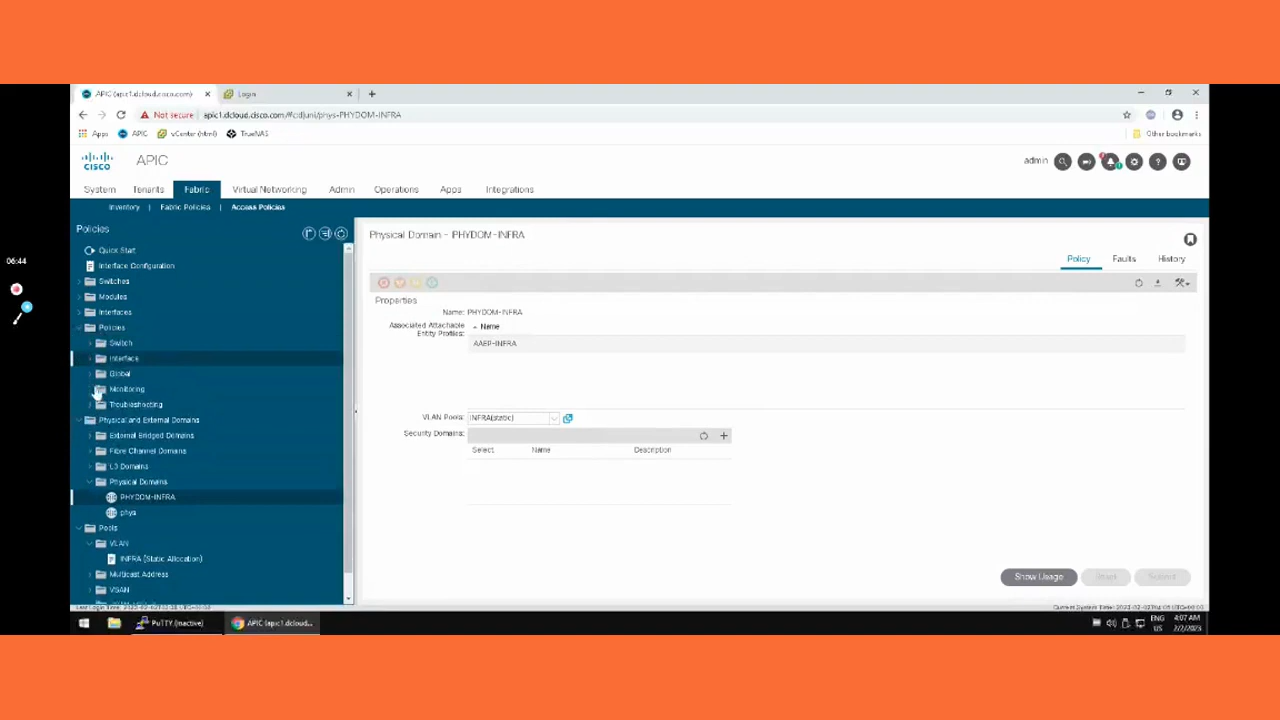 APIC (apic1.dcloud.cisco.com)
Login
Not secure
apic1.dcloud.cisco.com/#cidjuni/phys-PHYDOM-INFRA
Apps
APIC
vCenter (html)
TrueNAS
Other bookmarks
CISCO
APIC
admin
System
Tenants
Fabric
Virtual Networking
Admin
Operations
Apps
Integrations
Inventory
Fabric Policies
Access Policies
Policies
Quick Start
Interface Configuration
Switches
Modules
Interfaces
Policies
Switch
Interface
Global
Monitoring
Troubleshooting
Physical and External Domains
External Bridged Domains
Fibre Channel Domains
L3 Domains
Physical Domains
PHYDOM-INFRA
phys
Pools
VLAN
INFRA (Static Allocation)
Multicast Address
VSAN
Physical Domain - PHYDOM-INFRA
Policy
Faults
History
Properties
Name: PHYDOM-INFRA
Associated Attachable
Entity Profiles:
Name
AAEP-INFRA
VLAN Pools:
INFRA(static)
Security Domains:
Select
Name
Description
Show Usage
Reset
Submit
06:44
PuTTY (inactive)
APIC (apic1.dcloud...
ENG
US
4:07 AM
2/2/2023